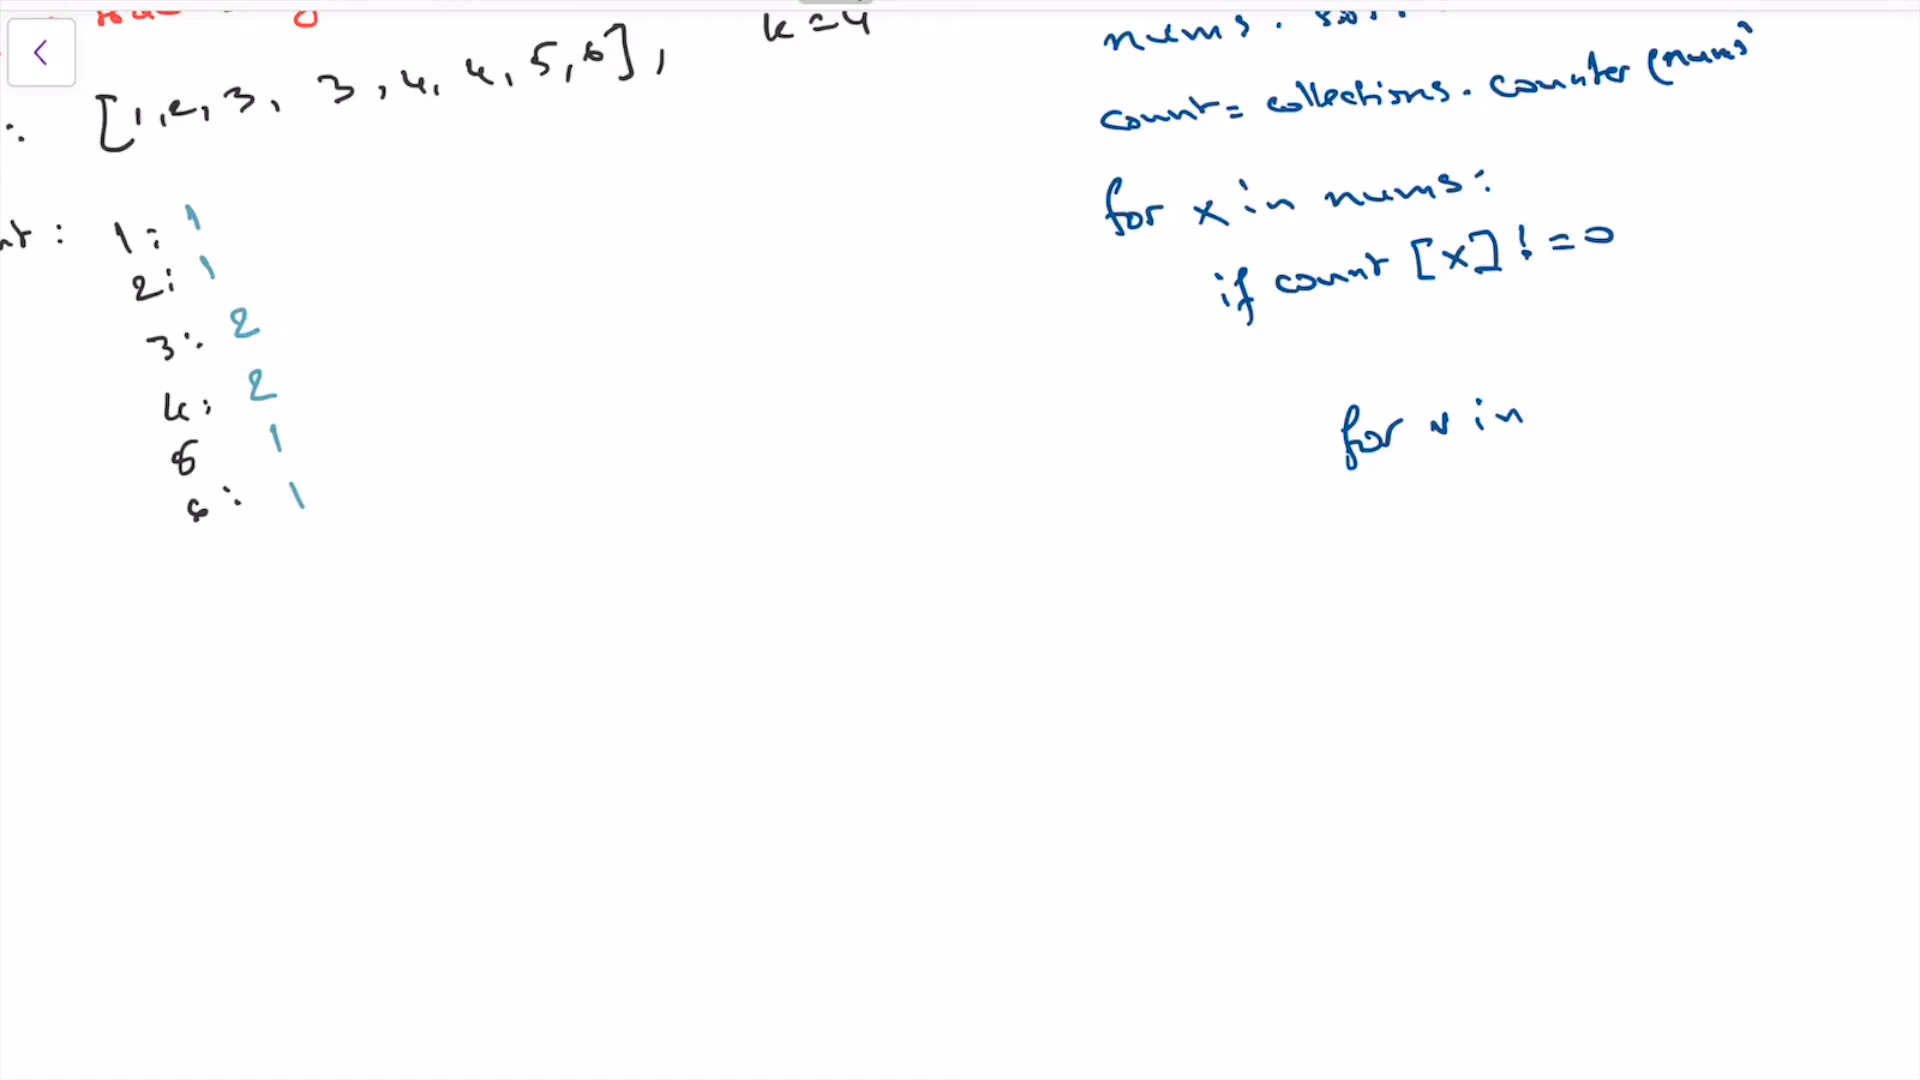 k=4
[1,2,3, 3,4,4,5,6],
1: 1
2: 1
3: 2
4: 2
5 1
6: 1
nums.
count= collections. counter (nums)
for x in nums:
if count [x] != 0
for in